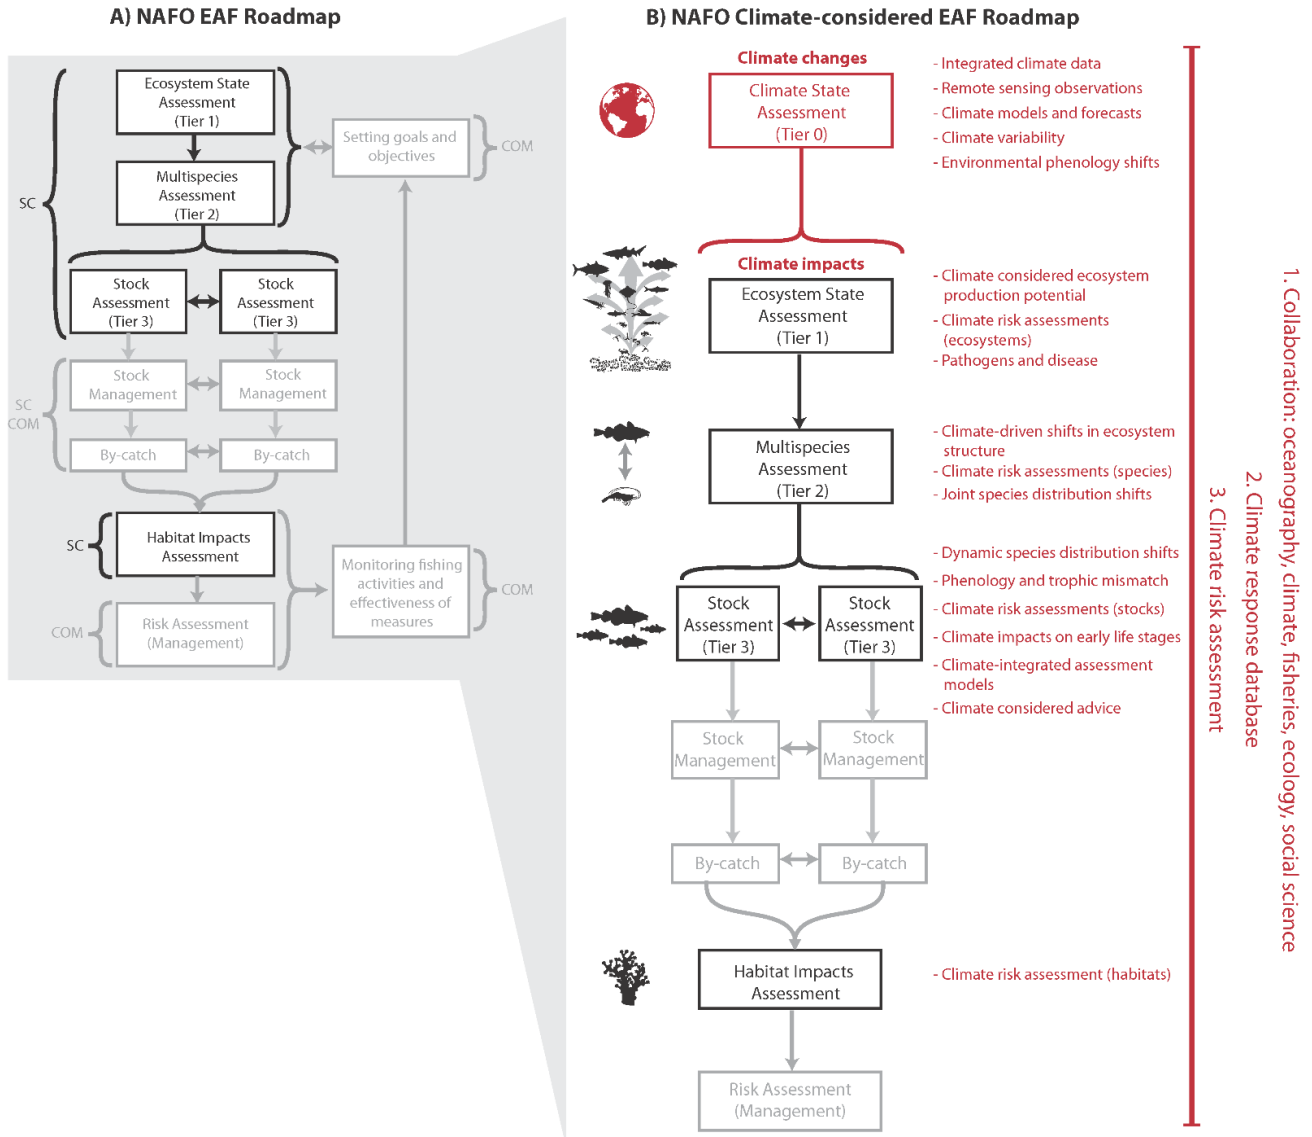 A) NAFO EAF Roadmap
Ecosystem State
Assessment
(Tier 1)
Setting goals and
objectives
COM
Multispecies
Assessment
(Tier 2)
SC
Stock
Assessment
(Tier 3)
Stock
Assessment
(Tier 3)
Stock
Management
Stock
Management
SC
COM
By-catch
By-catch
Habitat Impacts
Assessment
SC
Monitoring fishing
activities and
effectiveness of
measures
COM
Risk Assessment
(Management)
COM
B) NAFO Climate-considered EAF Roadmap
Climate changes
Climate State
Assessment
(Tier 0)
- Integrated climate data
- Remote sensing observations
- Climate models and forecasts
- Climate variability
- Environmental phenology shifts
Climate impacts
Ecosystem State
Assessment
(Tier 1)
- Climate considered ecosystem
production potential
- Climate risk assessments
(ecosystems)
- Pathogens and disease
Multispecies
Assessment
(Tier 2)
- Climate-driven shifts in ecosystem
structure
- Climate risk assessments (species)
- Joint species distribution shifts
Stock
Assessment
(Tier 3)
Stock
Assessment
(Tier 3)
- Dynamic species distribution shifts
- Phenology and trophic mismatch
- Climate risk assessments (stocks)
- Climate impacts on early life stages
- Climate-integrated assessment
models
- Climate considered advice
Stock
Management
Stock
Management
By-catch
By-catch
Habitat Impacts
Assessment
- Climate risk assessment (habitats)
Risk Assessment
(Management)
1. Collaboration: oceanography, climate, fisheries, ecology, social science
2. Climate response database
3. Climate risk assessment